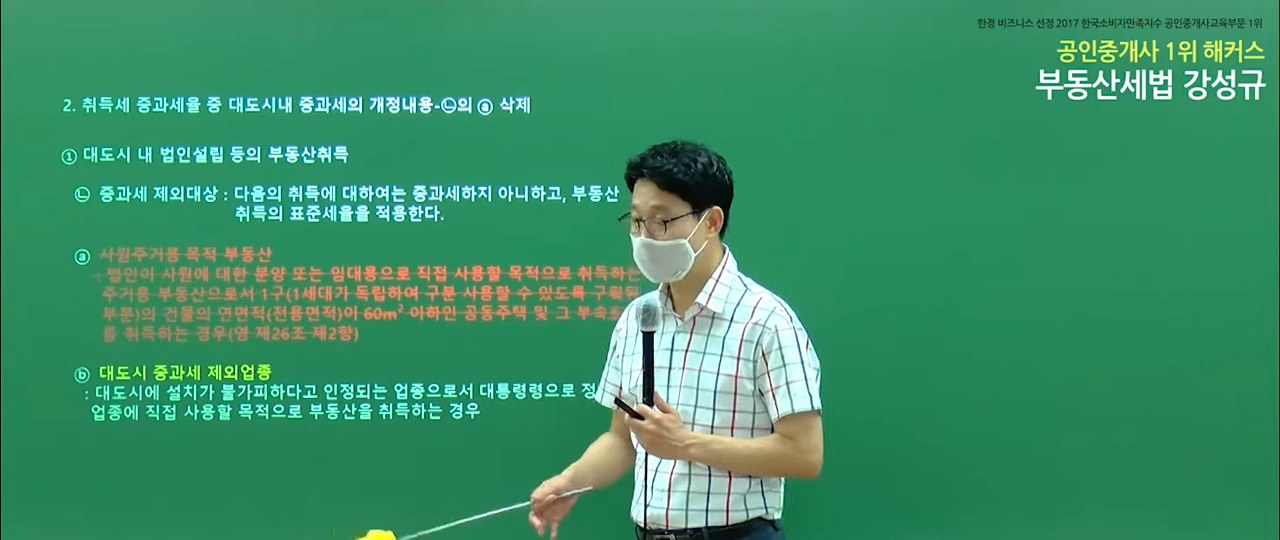 한경 비즈니스 선정 2017 한국소비자만족지수 공인중개사교육부문 1위
공인중개사 1위 해커스
부동산세법 강성규
2. 취득세 중과세율 중 대도시내 중과세의 개정내용-㉡의 ⓐ 삭제
① 대도시 내 법인설립 등의 부동산취득
㉡ 중과세 제외대상 : 다음의 취득에 대하여는 중과세하지 아니하고, 부동산
취득의 표준세율을 적용한다.
ⓐ 사원주거용 목적 부동산
: 법인이 사원에 대한 분양 또는 임대용으로 직접 사용할 목적으로 취득하는
주거용 부동산으로서 1구(1세대가 독립하여 구분 사용할 수 있도록 구획된
부분)의 건물의 연면적(전용면적)이 60m² 이하인 공동주택 및 그 부속
를 취득하는 경우(영 제26조 제2항)
ⓑ 대도시 중과세 제외업종
: 대도시에 설치가 불가피하다고 인정되는 업종으로서 대통령령으로 정
업종에 직접 사용할 목적으로 부동산을 취득하는 경우